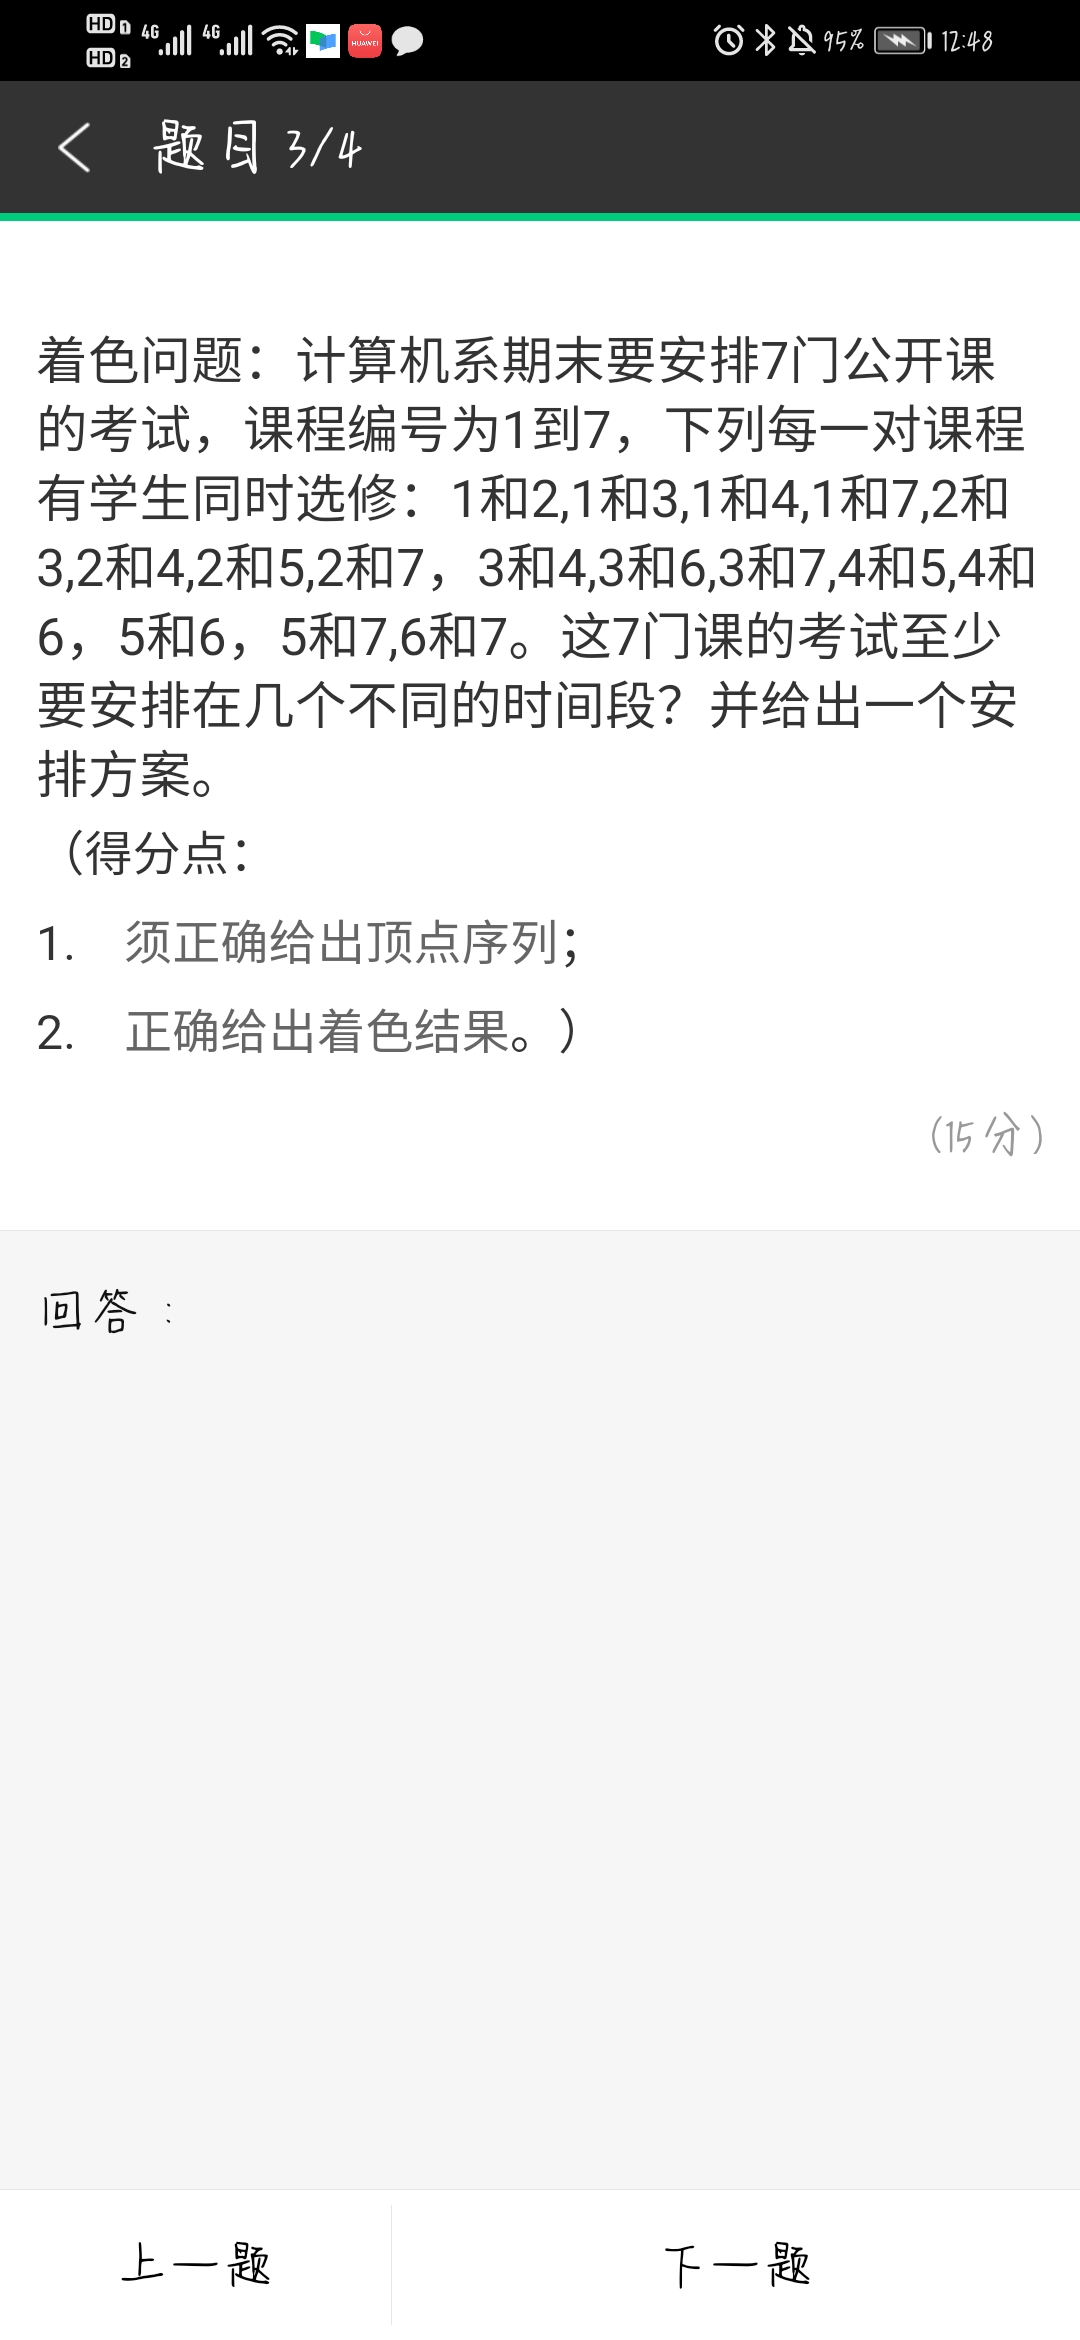 HD 1 4G 4G HUAWEI 95% 12:48
HD 2
题目 3/4
着色问题：计算机系期末要安排7门公开课
的考试，课程编号为1到7，下列每一对课程
有学生同时选修：1和2,1和3,1和4,1和7,2和
3,2和4,2和5,2和7，3和4,3和6,3和7,4和5,4和
6，5和6，5和7,6和7。这7门课的考试至少
要安排在几个不同的时间段？并给出一个安
排方案。
（得分点：
1. 须正确给出顶点序列；
2. 正确给出着色结果。）
(15分)
回答：
上一题 下一题